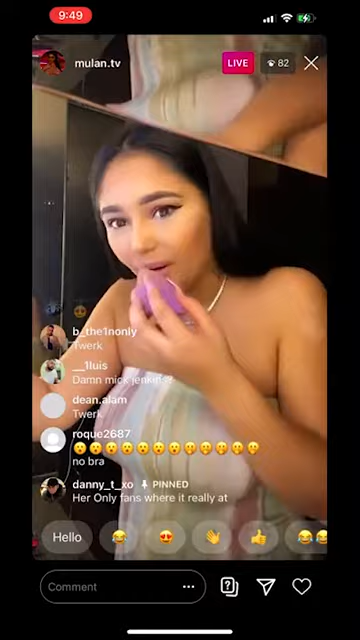 9:49
mulan.tv
LIVE
82
b_the1nonly
Twerk
__1luis
Damn mick jenkin
dean.alam
Twerk
roque2687
😮😮😮😮😮😮😮🤭🤭🤭🤭🤭
no bra
danny_t_xo PINNED
Her Only fans where it really at
Hello
Comment